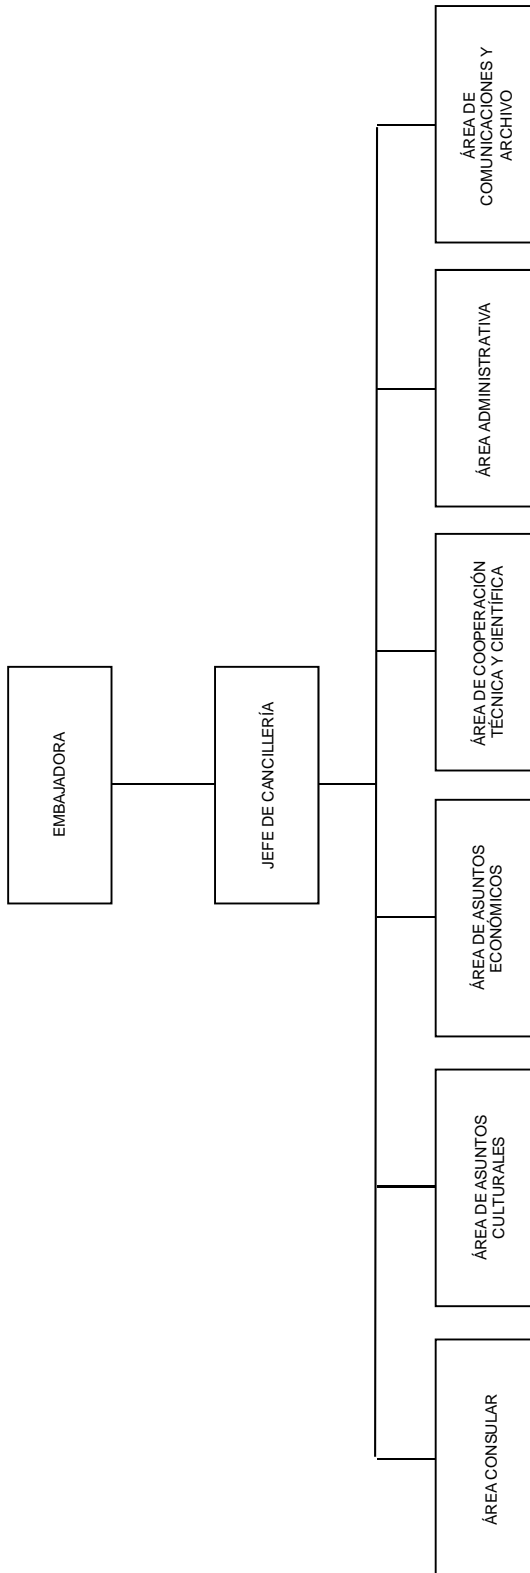 EMBAJADORA
JEFE DE CANCILLERÍA
ÁREA CONSULAR
ÁREA DE ASUNTOS
CULTURALES
ÁREA DE ASUNTOS
ECONÓMICOS
ÁREA DE COOPERACIÓN
TÉCNICA Y CIENTÍFICA
ÁREA ADMINISTRATIVA
ÁREA DE
COMUNICACIONES Y
ARCHIVO